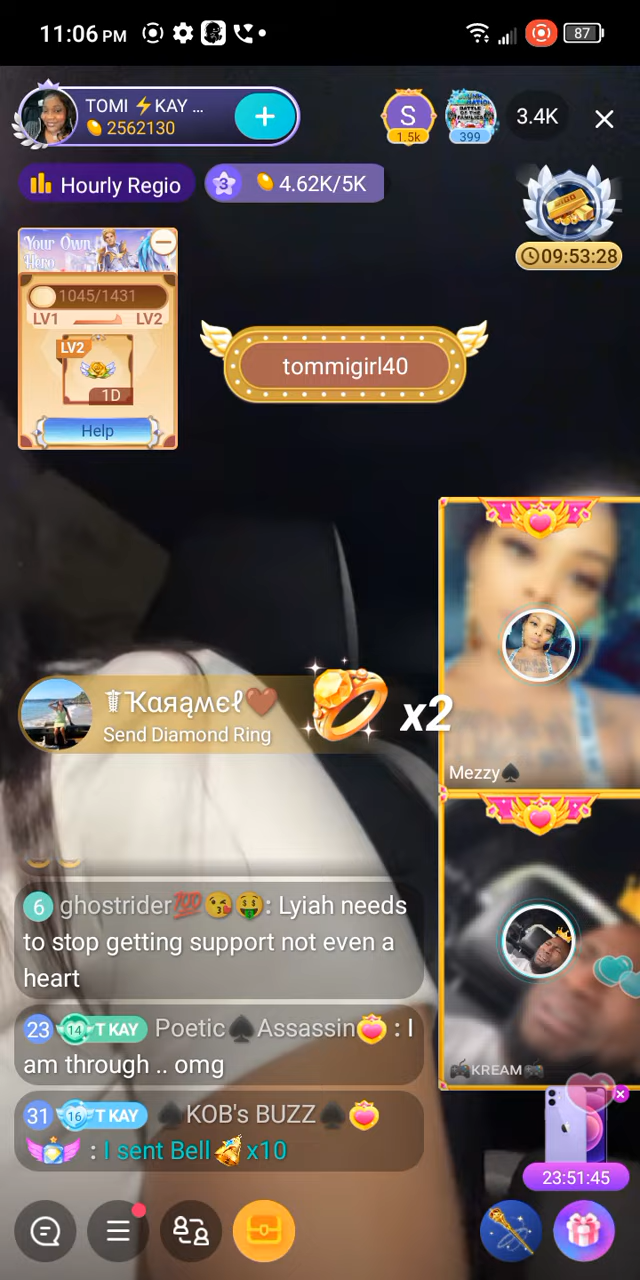 11:06 PM
87
TOMI ⚡KAY ...
2562130
S
1.5k
399
3.4K
Hourly Regio
3
4.62K/5K
09:53:28
Your Own
Hero
1045/1431
LV1
LV2
LV2
1D
Help
tommigirl40
☤Ҡαяąмєℓ🤎
Send Diamond Ring
x2
Mezzy♠️
6 ghostrider💯😘🤑: Lyiah needs
to stop getting support not even a
heart
23 14 T KAY Poetic♠️Assassin : I
am through .. omg
31 16 T KAY ♠️KOB's BUZZ♠️
: I sent Bell x10
🎮KREAM🎮
23:51:45